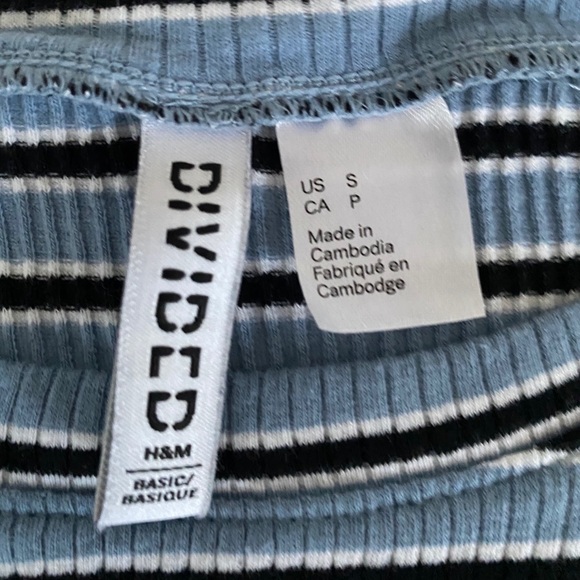 DIVIDED
H&M
BASIC/
BASIQUE
US S
CA P
Made in
Cambodia
Fabriqué en
Cambodge